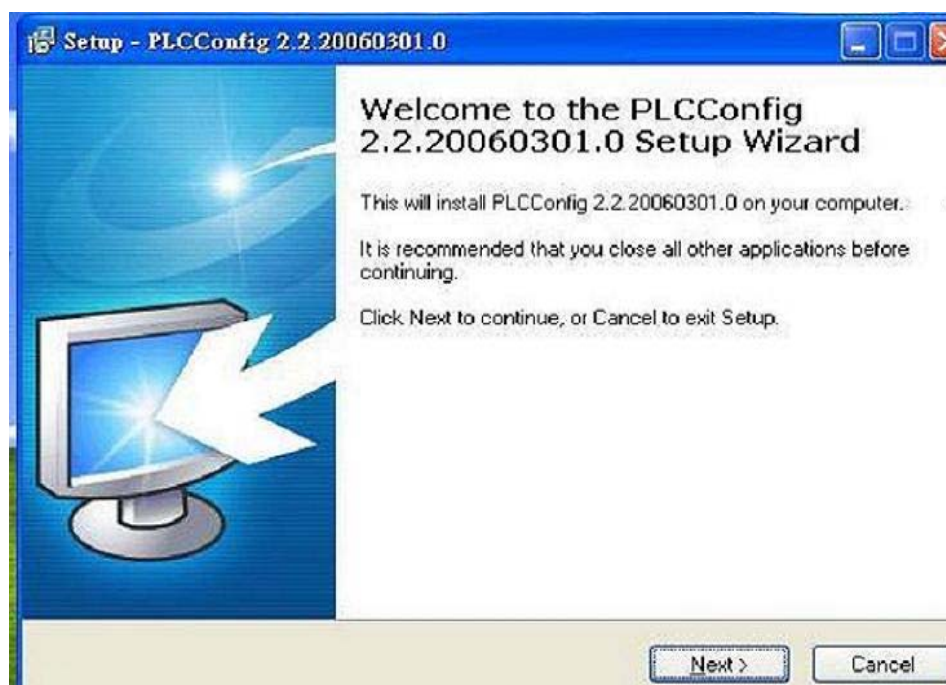 Setup - PLCConfig 2.2.20060301.0
Welcome to the PLCConfig
2.2.20060301.0 Setup Wizard
This will install PLCConfig 2.2.20060301.0 on your computer.
It is recommended that you close all other applications before
continuing.
Click Next to continue, or Cancel to exit Setup.
Next > Cancel